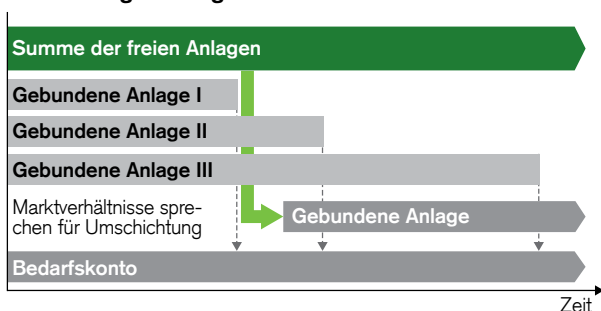 Summe der freien Anlagen
Gebundene Anlage I
Gebundene Anlage II
Gebundene Anlage III
Marktverhältnisse spre-
chen für Umschichtung
Gebundene Anlage
Bedarfskonto
Zeit